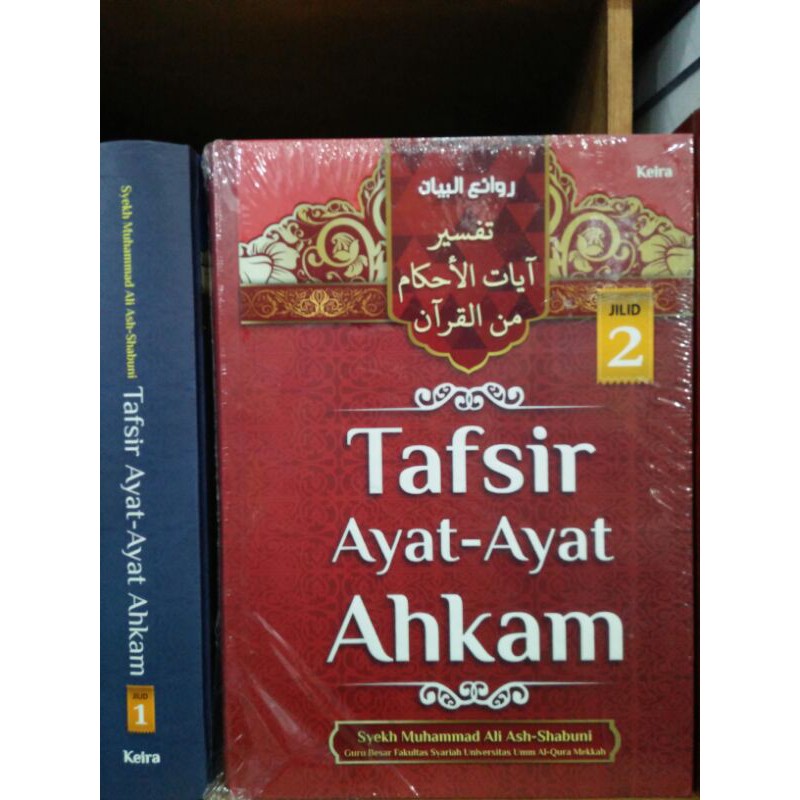 Syekh Muhammad Ali Ash-Shabuni
Tafsir Ayat-Ayat Ahkam
JILID
1
Keira
Keira
روائع البيان
تفسير
آيات الأحكام
من القرآن
JILID
2
Tafsir
Ayat-Ayat
Ahkam
Syekh Muhammad Ali Ash-Shabuni
Guru Besar Fakultas Syariah Universitas Umm Al-Qura Mekkah